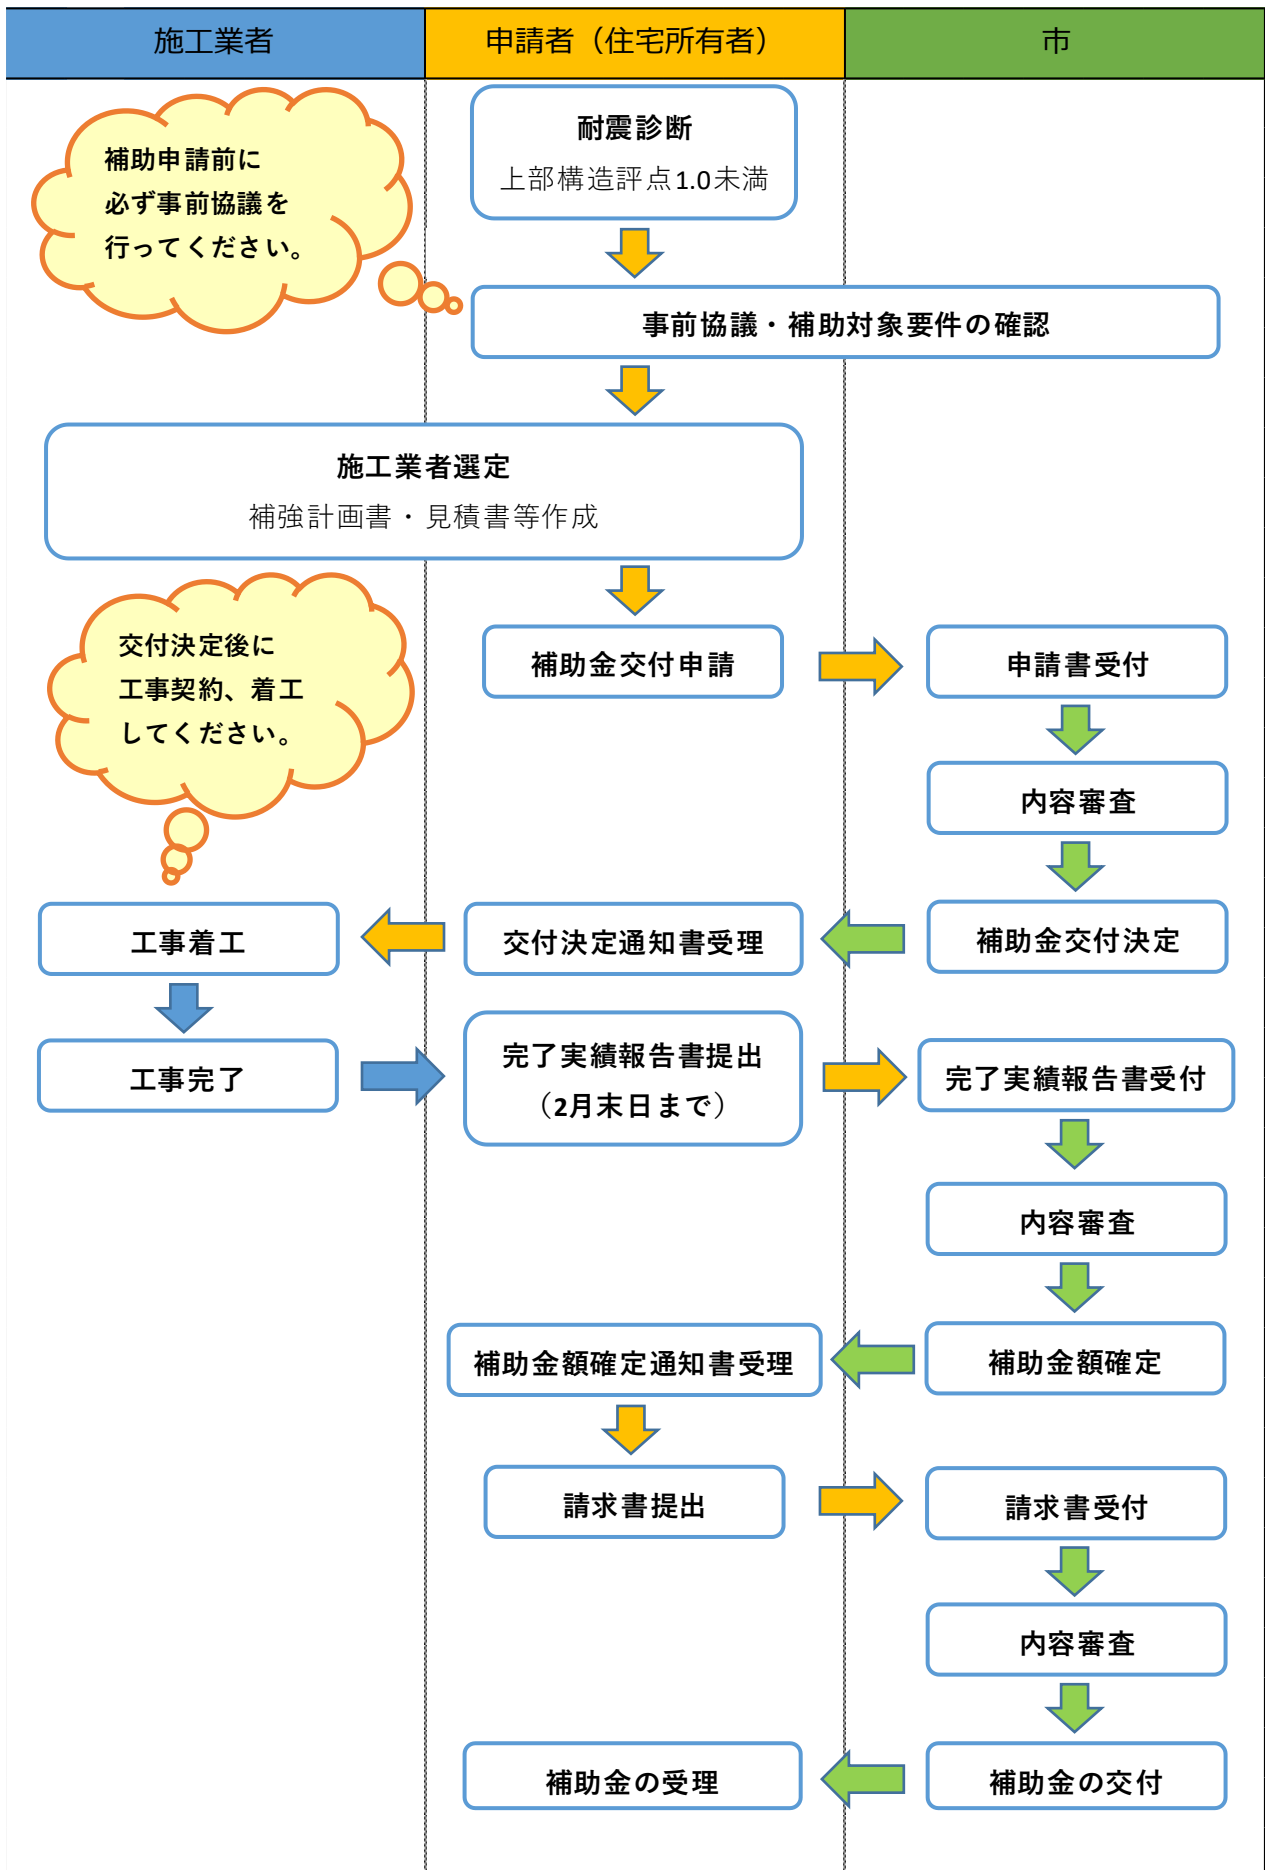 施工業者
申請者（住宅所有者）
市
耐震診断
上部構造評点1.0未満
補助申請前に
必ず事前協議を
行ってください。
事前協議・補助対象要件の確認
施工業者選定
補強計画書・見積書等作成
交付決定後に
工事契約、着工
してください。
補助金交付申請
申請書受付
内容審査
工事着工
交付決定通知書受理
補助金交付決定
工事完了
完了実績報告書提出
（2月末日まで）
完了実績報告書受付
内容審査
補助金額確定通知書受理
補助金額確定
請求書提出
請求書受付
内容審査
補助金の受理
補助金の交付